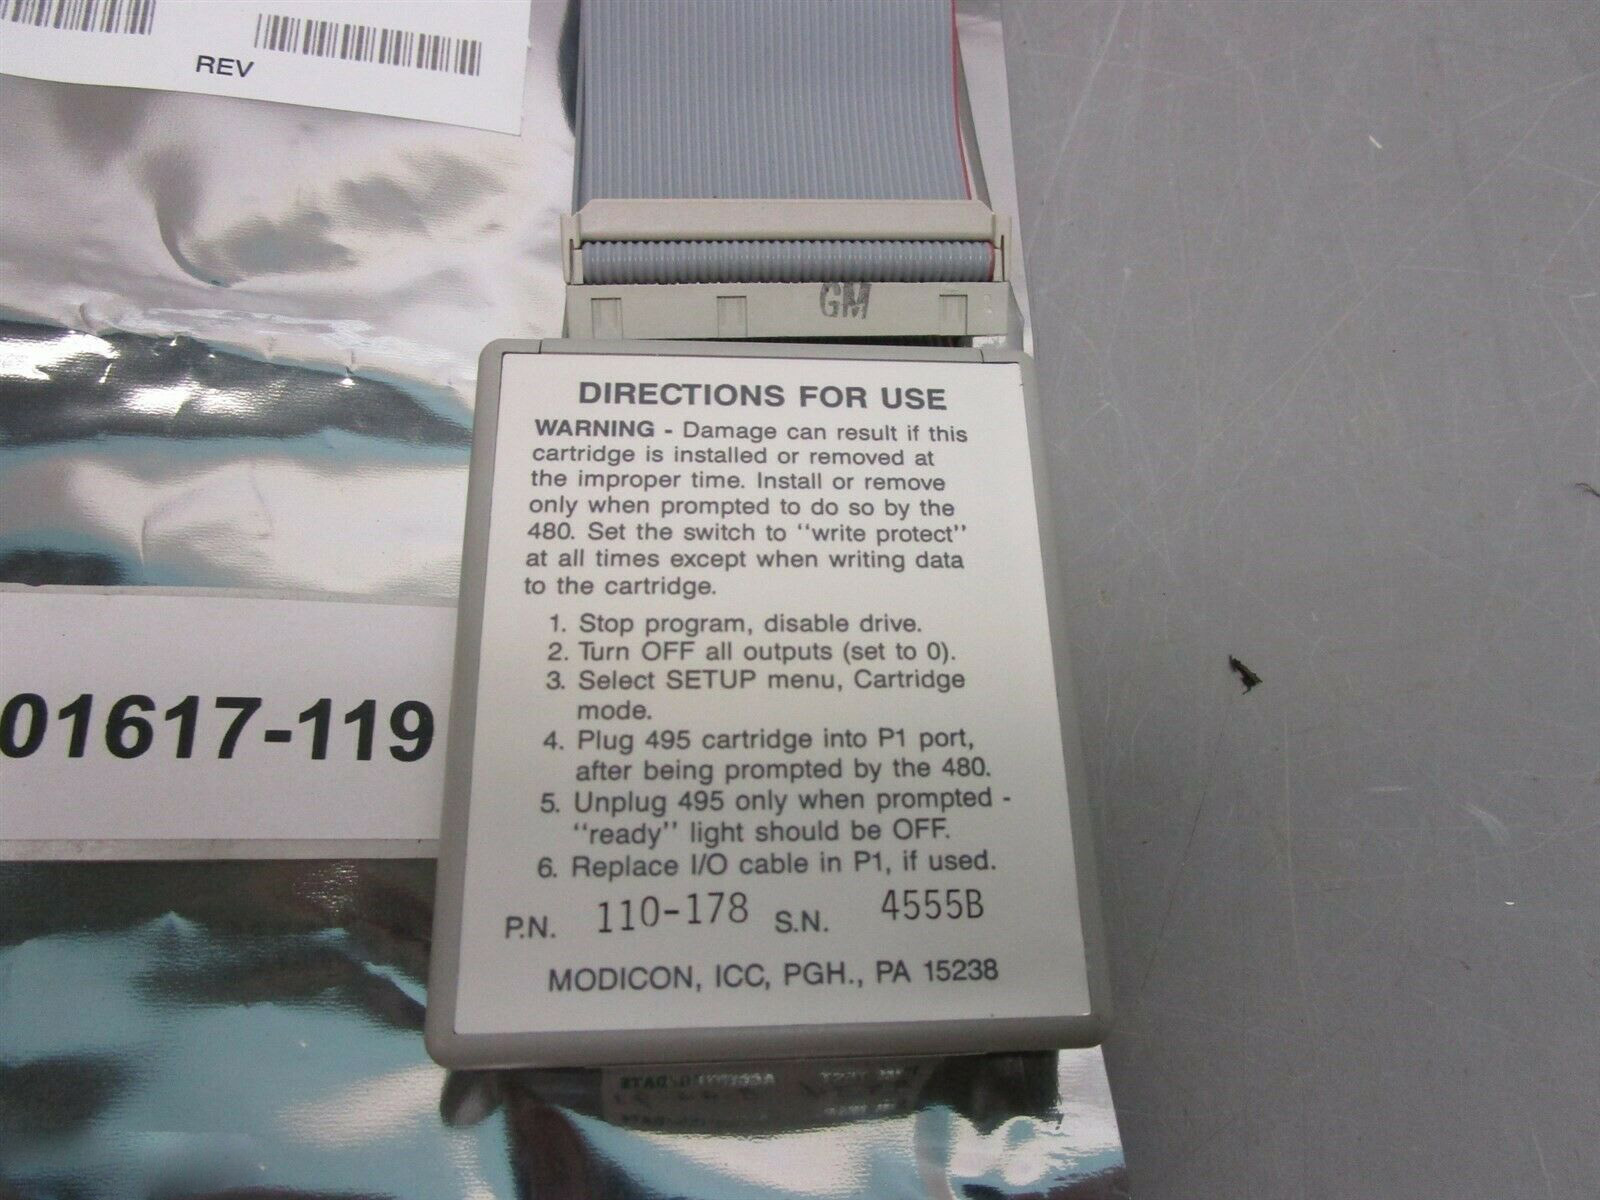 REV
GM
DIRECTIONS FOR USE
WARNING - Damage can result if this
cartridge is installed or removed at
the improper time. Install or remove
only when prompted to do so by the
480. Set the switch to ''write protect''
at all times except when writing data
to the cartridge.
1. Stop program, disable drive.
2. Turn OFF all outputs (set to 0).
3. Select SETUP menu, Cartridge
mode.
4. Plug 495 cartridge into P1 port,
after being prompted by the 480.
5. Unplug 495 only when prompted -
''ready'' light should be OFF.
6. Replace I/O cable in P1, if used.
P.N. 110-178 S.N. 4555B
MODICON, ICC, PGH., PA 15238
01617-119